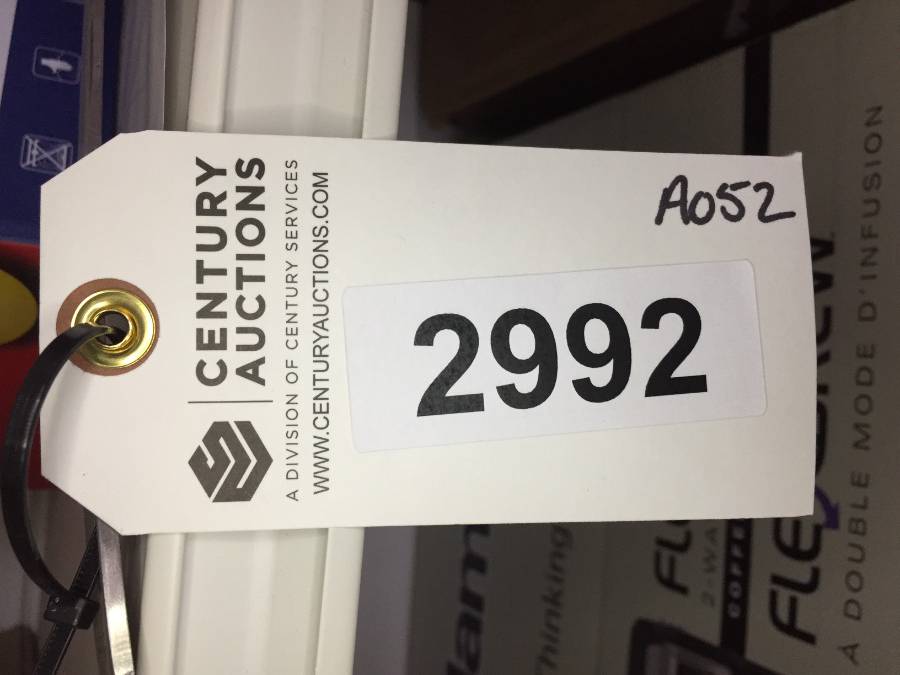 CENTURY
AUCTIONS
A DIVISION OF CENTURY SERVICES
WWW.CENTURYAUCTIONS.COM
2992
A052
À DOUBLE MODE D'INFUSION